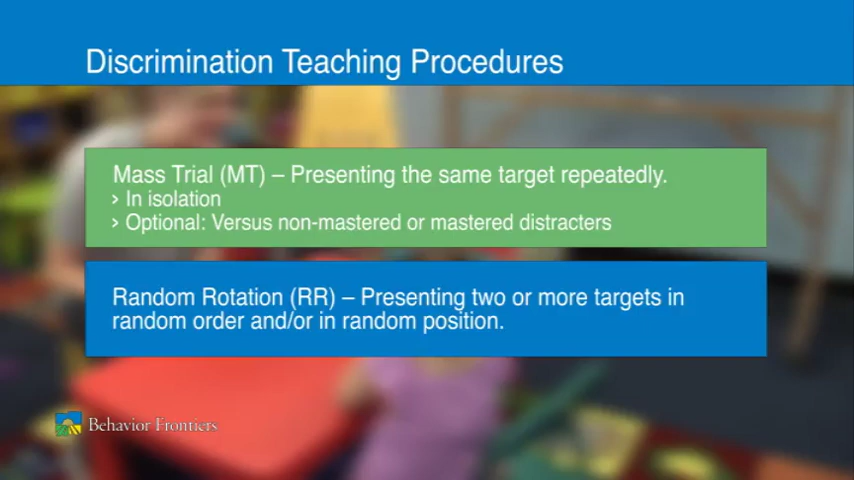 Discrimination Teaching Procedures
Mass Trial (MT) – Presenting the same target repeatedly.
› In isolation
› Optional: Versus non-mastered or mastered distracters
Random Rotation (RR) – Presenting two or more targets in
random order and/or in random position.
Behavior Frontiers